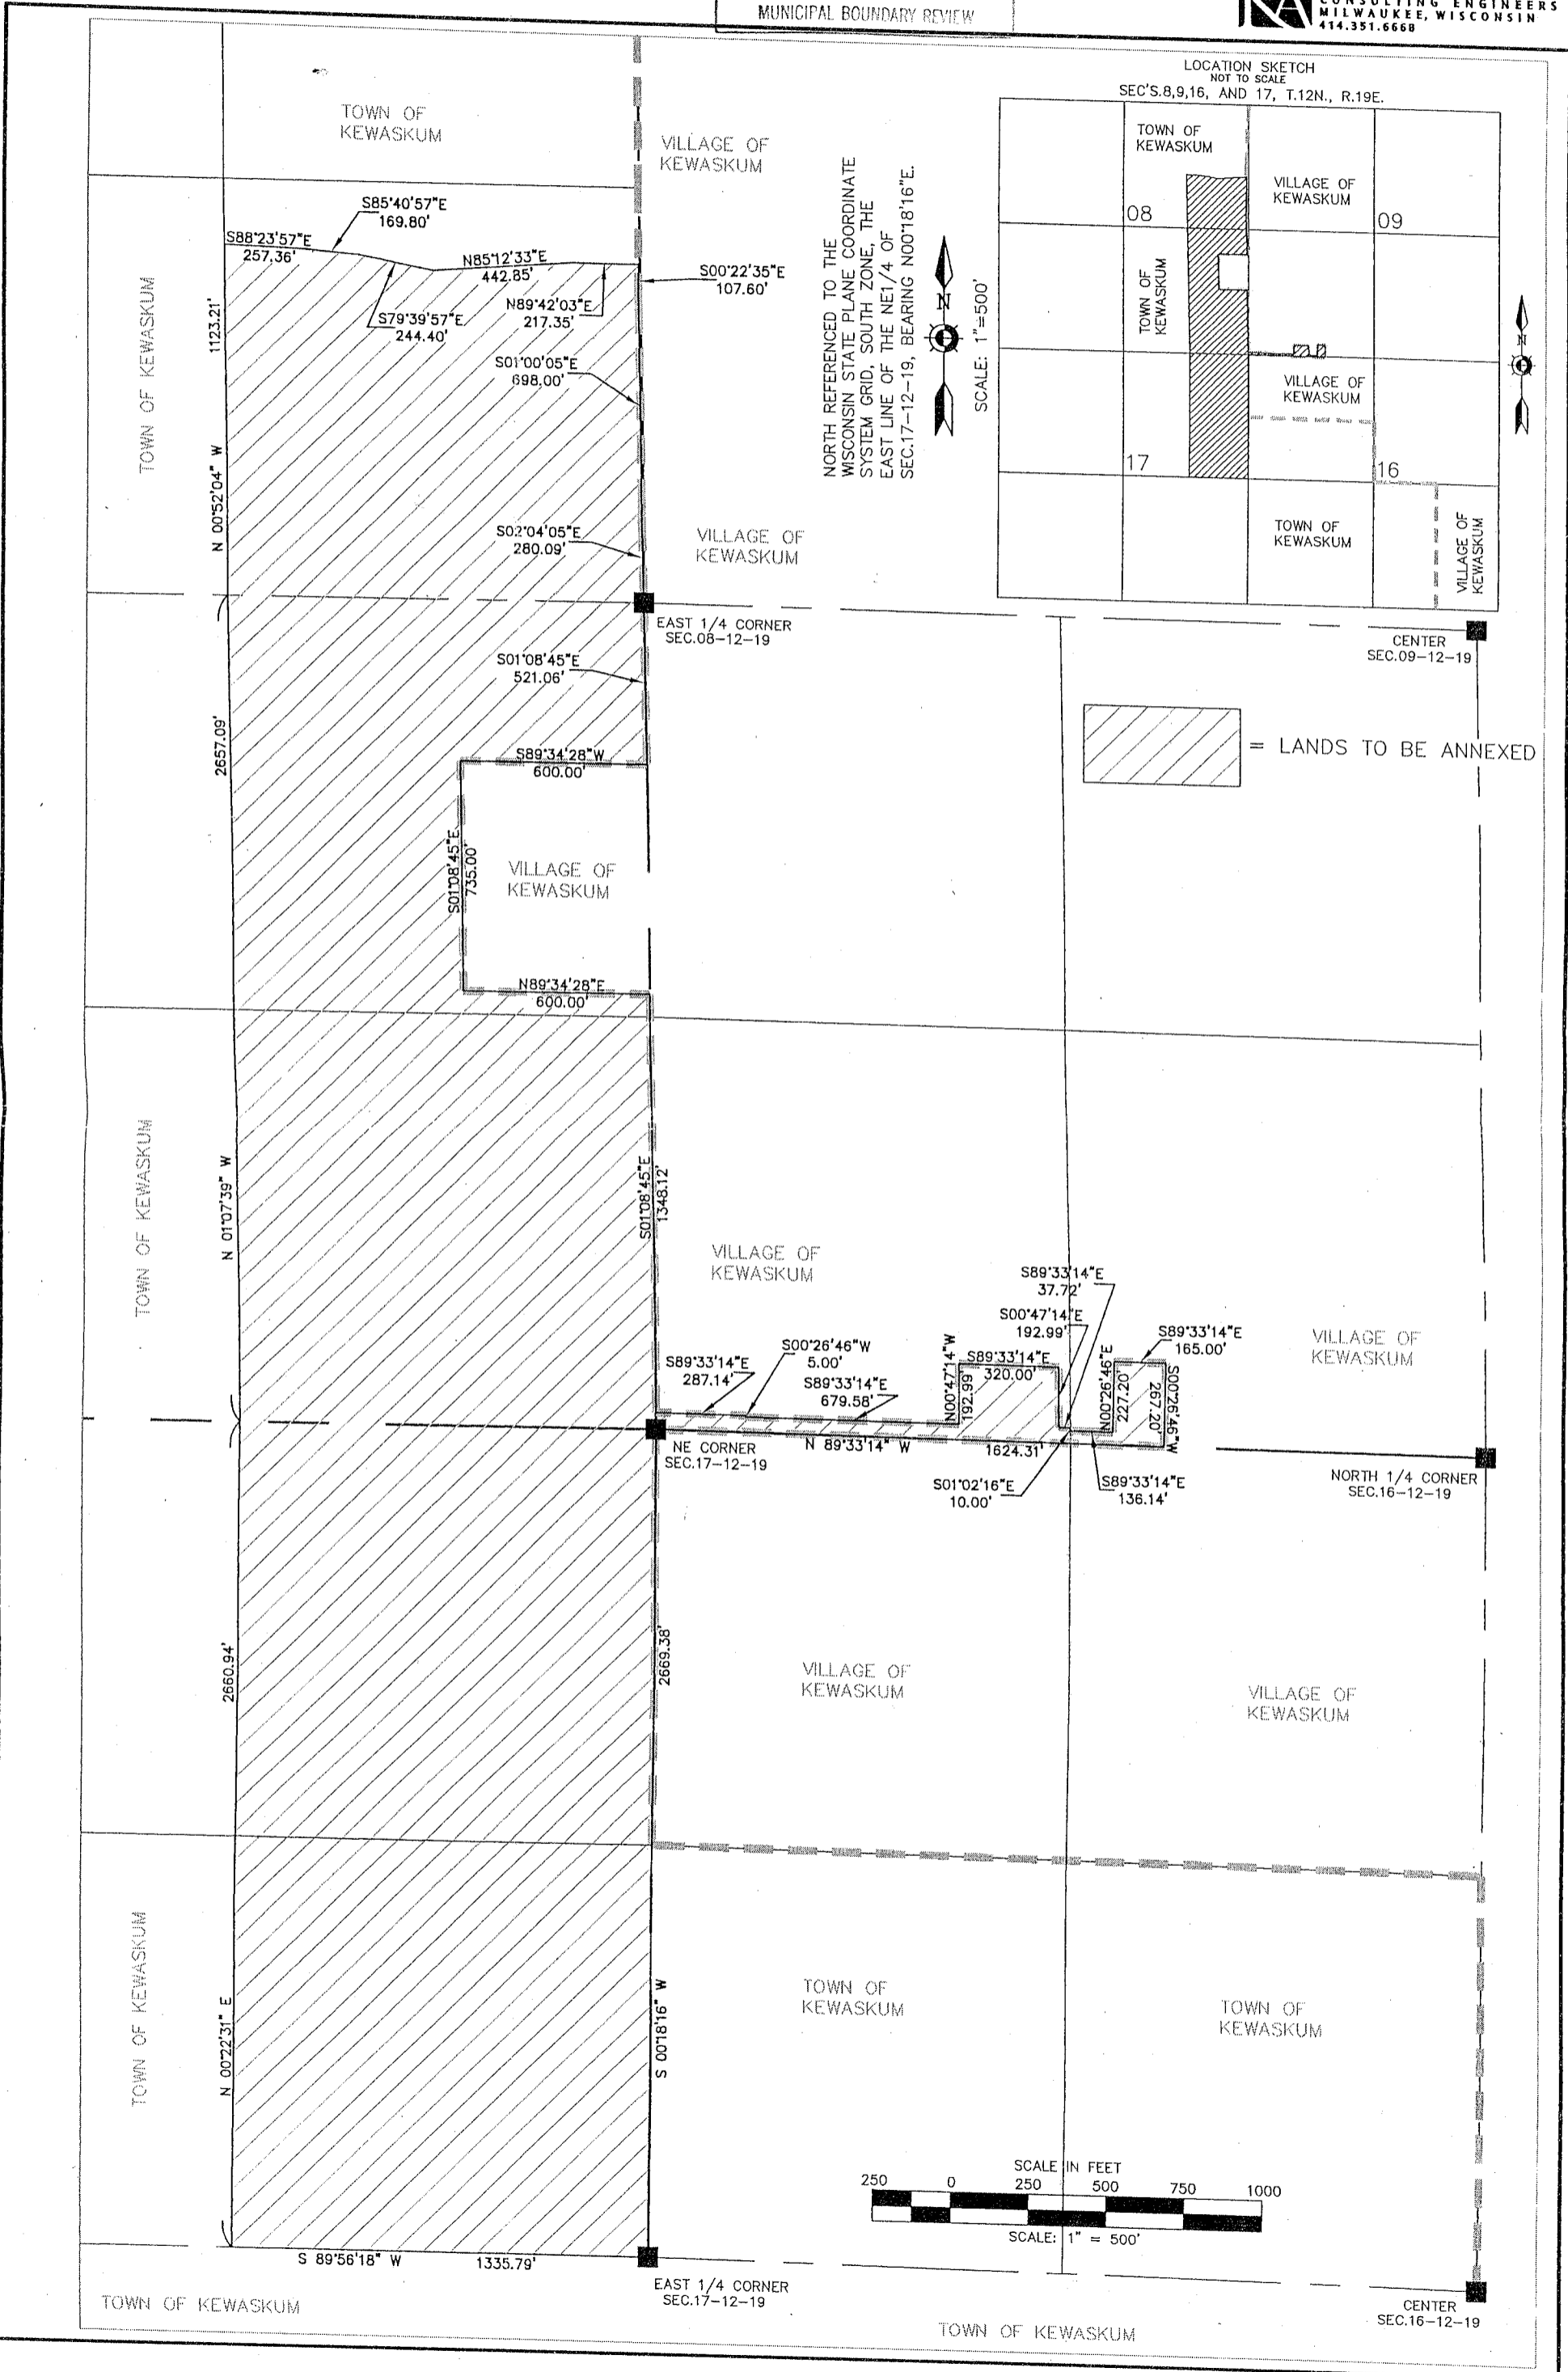 MUNICIPAL BOUNDARY REVIEW
CONSULTING ENGINEERS
MILWAUKEE, WISCONSIN
414.351.6668
LOCATION SKETCH
NOT TO SCALE
SEC'S.8,9,16, AND 17, T.12N., R.19E.
TOWN OF
KEWASKUM
VILLAGE OF
KEWASKUM
08
09
TOWN OF
KEWASKUM
VILLAGE OF
KEWASKUM
17
16
TOWN OF
KEWASKUM
VILLAGE OF
KEWASKUM
N
TOWN OF
KEWASKUM
VILLAGE OF
KEWASKUM
NORTH REFERENCED TO THE
WISCONSIN STATE PLANE COORDINATE
SYSTEM GRID, SOUTH ZONE, THE
EAST LINE OF THE NE1/4 OF
SEC.17-12-19, BEARING N00°18'16"E.
N
SCALE: 1"=500'
S85°40'57"E
169.80'
S88°23'57"E
257.36'
N85°12'33"E
442.85'
S00°22'35"E
107.60'
S79°39'57"E
244.40'
N89°42'03"E
217.35'
TOWN OF KEWASKUM
1123.21'
N 00°52'04" W
S01°00'05"E
698.00'
S02°04'05"E
280.09'
VILLAGE OF
KEWASKUM
EAST 1/4 CORNER
SEC.08-12-19
CENTER
SEC.09-12-19
S01°08'45"E
521.06'
= LANDS TO BE ANNEXED
2657.09'
S89°34'28"W
600.00'
S01°08'45"E
735.00'
VILLAGE OF
KEWASKUM
N89°34'28"E
600.00'
TOWN OF KEWASKUM
N 01°07'39" W
S01°08'45"E
1348.12'
VILLAGE OF
KEWASKUM
S89°33'14"E
37.72'
S00°47'14"E
192.99'
S89°33'14"E
165.00'
VILLAGE OF
KEWASKUM
S89°33'14"E
287.14'
S00°26'46"W
5.00'
S89°33'14"E
679.58'
N00°47'14"W
192.99'
S89°33'14"E
320.00'
N00°26'46"E
227.20'
267.20'
S00°26'46"W
NE CORNER
SEC.17-12-19
N 89°33'14" W
1624.31'
S01°02'16"E
10.00'
S89°33'14"E
136.14'
NORTH 1/4 CORNER
SEC.16-12-19
2660.94'
2669.38'
VILLAGE OF
KEWASKUM
VILLAGE OF
KEWASKUM
TOWN OF KEWASKUM
N 00°22'31" E
S 00°18'16" W
TOWN OF
KEWASKUM
TOWN OF
KEWASKUM
SCALE IN FEET
250 0 250 500 750 1000
SCALE: 1" = 500'
S 89°56'18" W 1335.79'
EAST 1/4 CORNER
SEC.17-12-19
CENTER
SEC.16-12-19
TOWN OF KEWASKUM
TOWN OF KEWASKUM